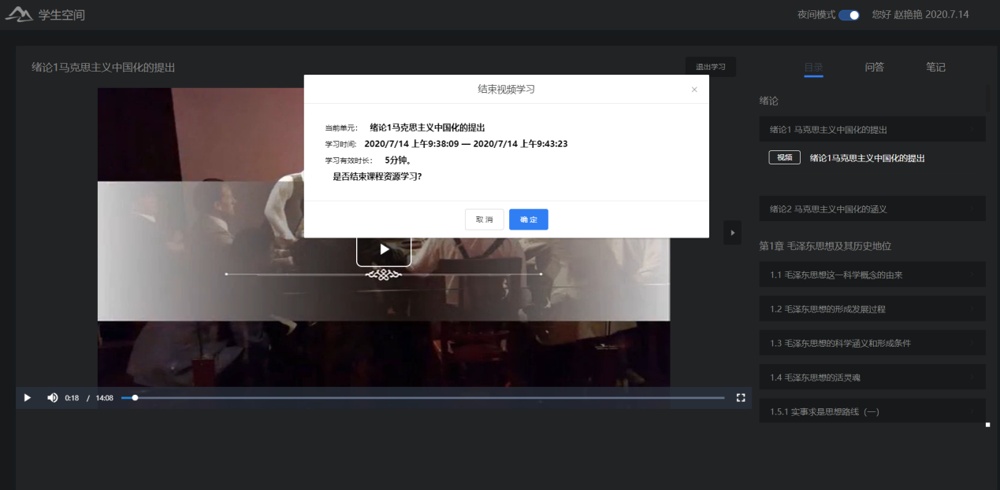 学生空间
夜间模式 您好 赵艳艳 2020.7.14
绪论1马克思主义中国化的提出
退出学习
结束视频学习
×
当前单元： 绪论1马克思主义中国化的提出
学习时间: 2020/7/14 上午9:38:09 — 2020/7/14 上午9:43:23
学习有效时长： 5分钟。
是否结束课程资源学习?
取 消 确 定
0:18 / 14:08
目录 问答 笔记
绪论
绪论1 马克思主义中国化的提出
视频 绪论1马克思主义中国化的提出
绪论2 马克思主义中国化的涵义
第1章 毛泽东思想及其历史地位
1.1 毛泽东思想这一科学概念的由来
1.2 毛泽东思想的形成发展过程
1.3 毛泽东思想的科学涵义和形成条件
1.4 毛泽东思想的活灵魂
1.5.1 实事求是思想路线（一）